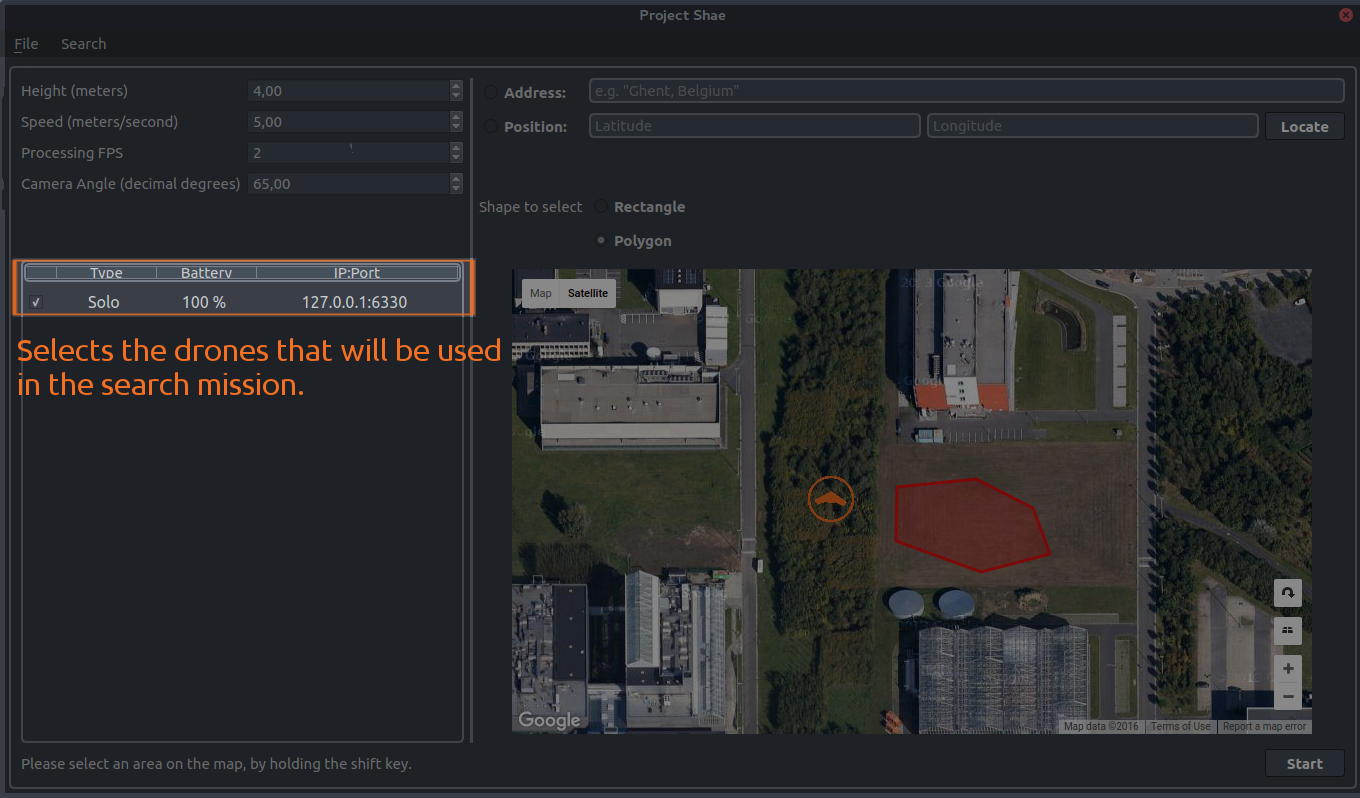 Project Shae
File Search
Height (meters) 4,00
Speed (meters/second) 5,00
Processing FPS 2
Camera Angle (decimal degrees) 65,00
Address: e.g. "Ghent, Belgium"
Position: Latitude Longitude Locate
Shape to select Rectangle
Polygon
Type Battery IP:Port
Solo 100 % 127.0.0.1:6330
Selects the drones that will be used
in the search mission.
Map Satellite
Google
Map data ©2016 Terms of Use Report a map error
Please select an area on the map, by holding the shift key.
Start